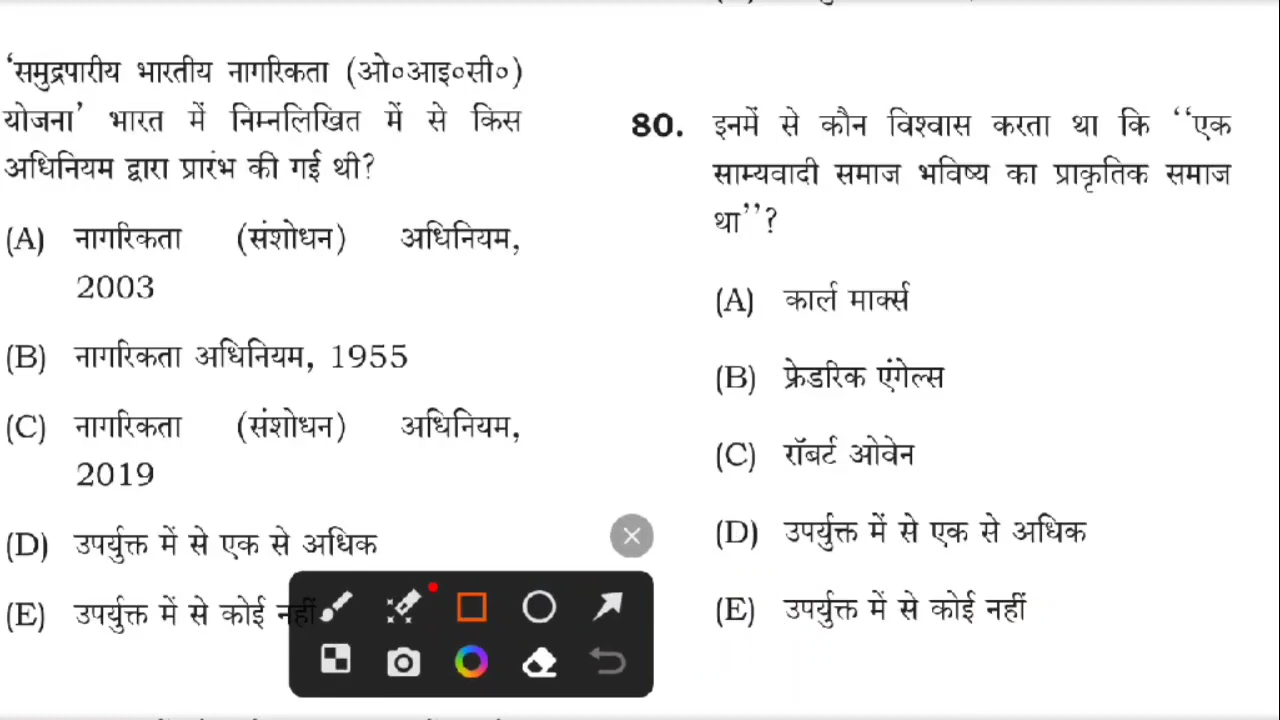 'समुद्रपारीय भारतीय नागरिकता (ओ०आइ०सी०)
योजना' भारत में निम्नलिखित में से किस
अधिनियम द्वारा प्रारंभ की गई थी?
(A) नागरिकता (संशोधन) अधिनियम,
2003
(B) नागरिकता अधिनियम, 1955
(C) नागरिकता (संशोधन) अधिनियम,
2019
(D) उपर्युक्त में से एक से अधिक
(E) उपर्युक्त में से कोई नहीं
80. इनमें से कौन विश्वास करता था कि ''एक
साम्यवादी समाज भविष्य का प्राकृतिक समाज
था''?
(A) कार्ल मार्क्स
(B) फ्रेडरिक एंगेल्स
(C) रॉबर्ट ओवेन
(D) उपर्युक्त में से एक से अधिक
(E) उपर्युक्त में से कोई नहीं